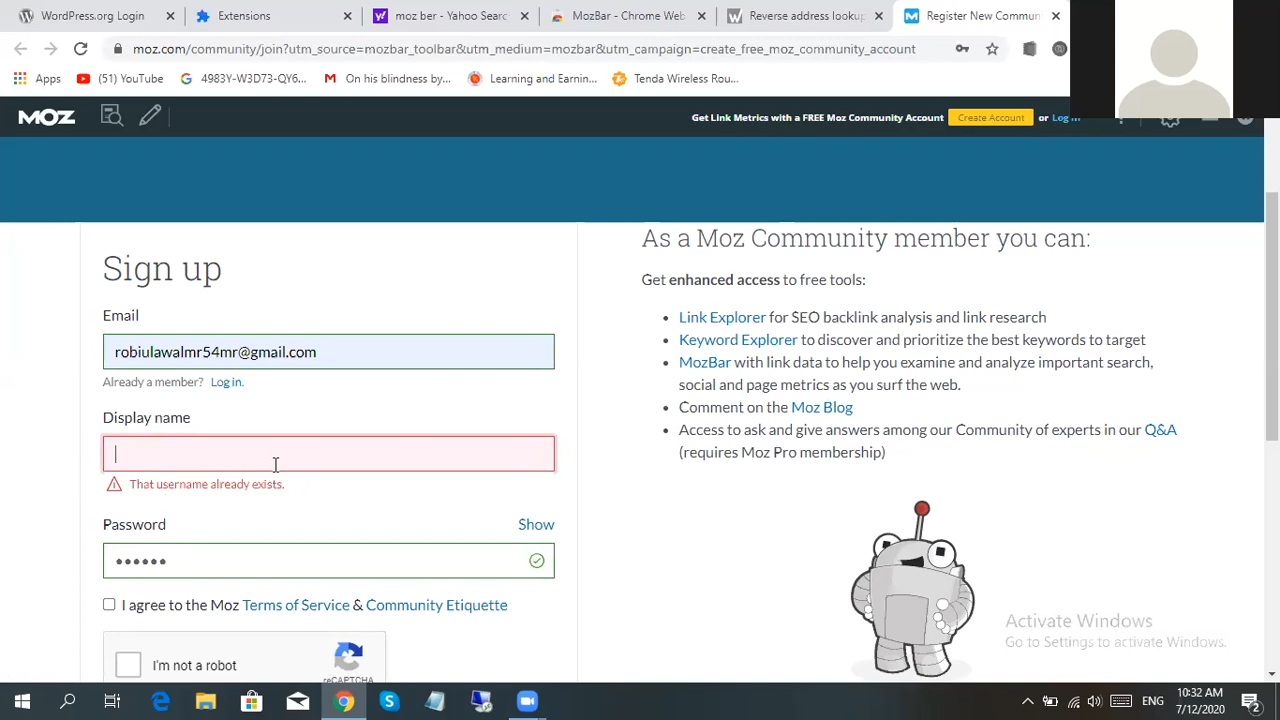 WordPress.org Login
Extensions
moz ber - Yahoo Searc
MozBar - Chrome Web
Reverse address lookup
Register New Commun
moz.com/community/join?utm_source=mozbar_toolbar&utm_medium=mozbar&utm_campaign=create_free_moz_community_account
Apps
(51) YouTube
4983Y-W3D73-QY6...
On his blindness by...
Learning and Earnin...
Tenda Wireless Rou...
MOZ
Get Link Metrics with a FREE Moz Community Account
Create Account
or Log in
Sign up
As a Moz Community member you can:
Get enhanced access to free tools:
Email
robiulawalmr54mr@gmail.com
Already a member? Log in.
Display name
That username already exists.
Password
Show
••••••
I agree to the Moz Terms of Service & Community Etiquette
I'm not a robot
reCAPTCHA
Link Explorer for SEO backlink analysis and link research
Keyword Explorer to discover and prioritize the best keywords to target
MozBar with link data to help you examine and analyze important search,
social and page metrics as you surf the web.
Comment on the Moz Blog
Access to ask and give answers among our Community of experts in our Q&A
(requires Moz Pro membership)
Activate Windows
Go to Settings to activate Windows.
ENG
10:32 AM
7/12/2020
2